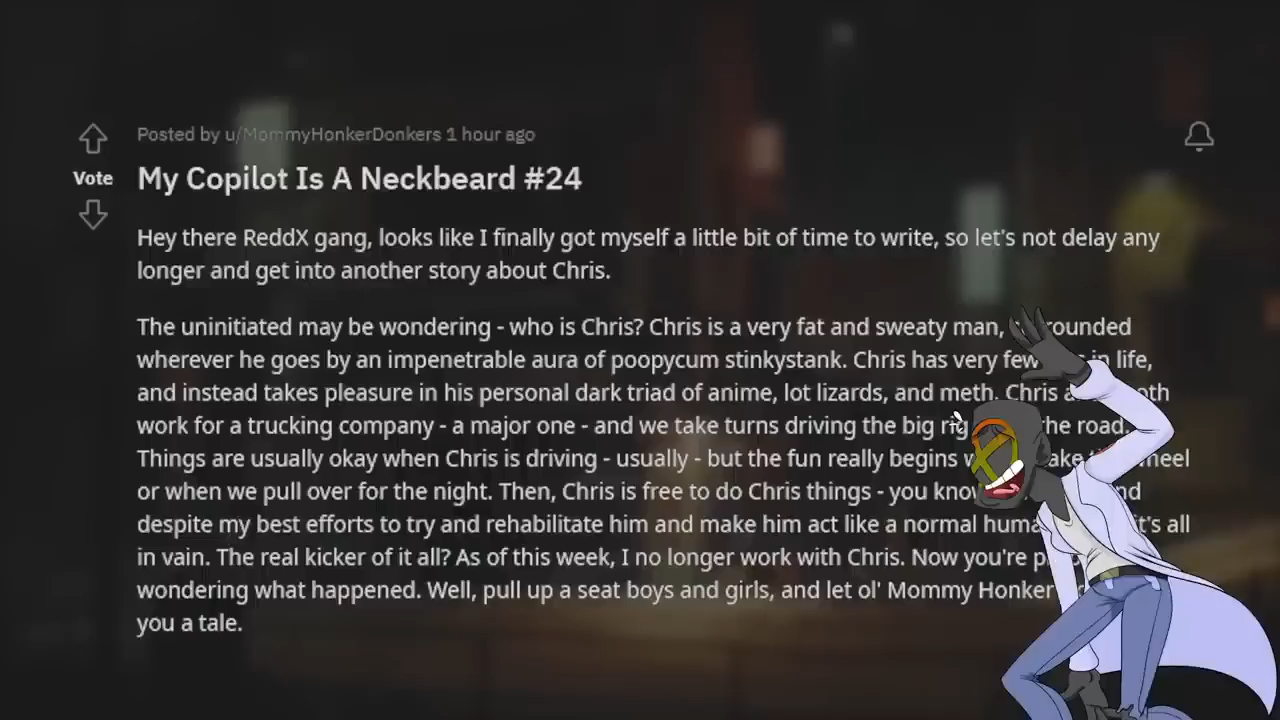 Posted by u/MommyHonkerDonkers 1 hour ago
Vote
My Copilot Is A Neckbeard #24
Hey there ReddX gang, looks like I finally got myself a little bit of time to write, so let's not delay any
longer and get into another story about Chris.
The uninitiated may be wondering - who is Chris? Chris is a very fat and sweaty man, rounded
wherever he goes by an impenetrable aura of poopycum stinkystank. Chris has very few in life,
and instead takes pleasure in his personal dark triad of anime, lot lizards, and meth. Chris oth
work for a trucking company - a major one - and we take turns driving the big rig he road.
Things are usually okay when Chris is driving - usually - but the fun really begins ake heel
or when we pull over for the night. Then, Chris is free to do Chris things - you know nd
despite my best efforts to try and rehabilitate him and make him act like a normal huma it's all
in vain. The real kicker of it all? As of this week, I no longer work with Chris. Now you're
wondering what happened. Well, pull up a seat boys and girls, and let ol' Mommy Honker
you a tale.